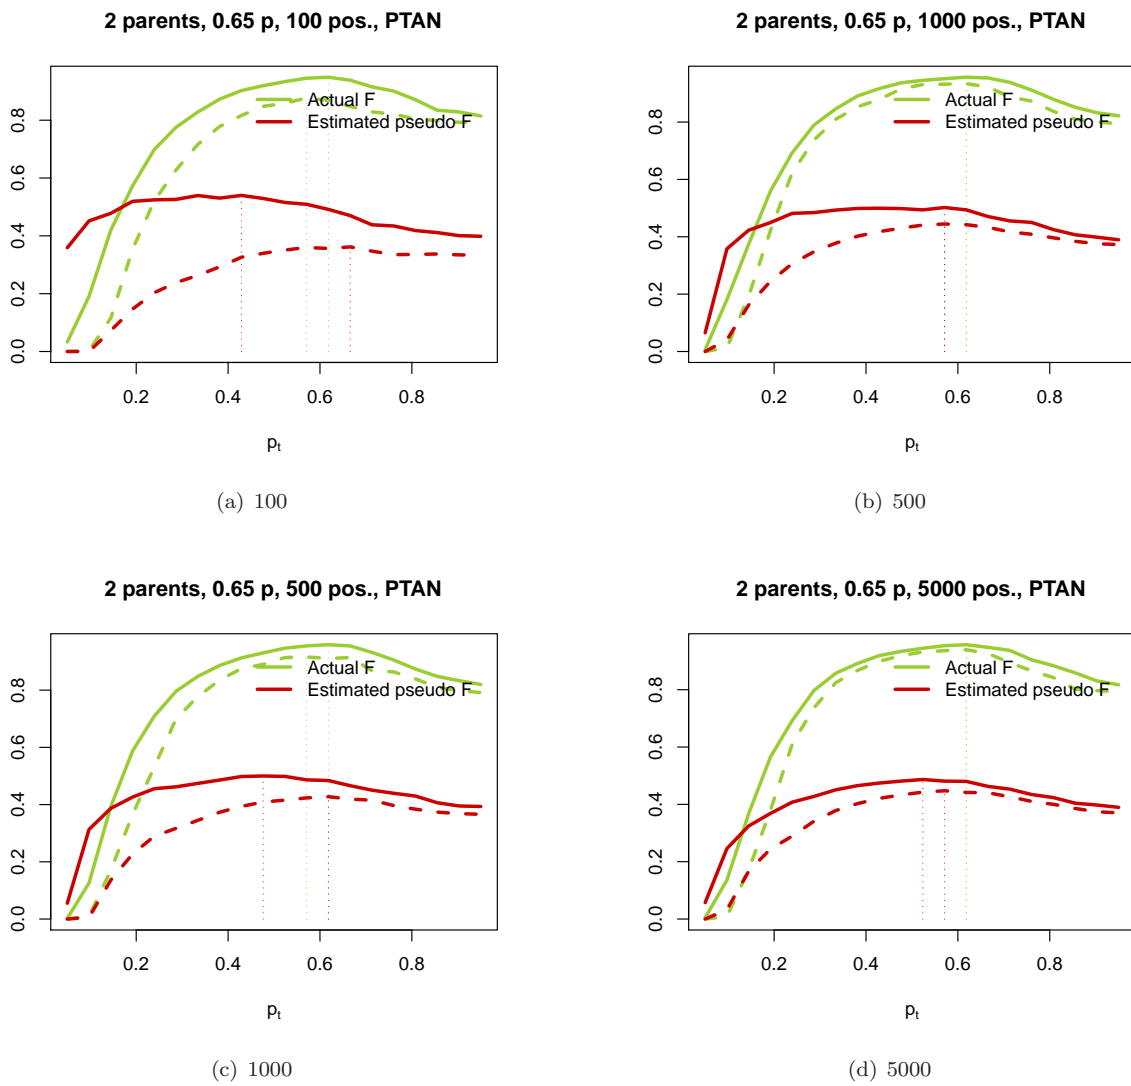 2 parents, 0.65 p, 100 pos., PTAN
0.0 0.2 0.4 0.6 0.8
Actual F
Estimated pseudo F
0.2 0.4 0.6 0.8
pt
(a) 100
2 parents, 0.65 p, 1000 pos., PTAN
0.0 0.2 0.4 0.6 0.8
Actual F
Estimated pseudo F
0.2 0.4 0.6 0.8
pt
(b) 500
2 parents, 0.65 p, 500 pos., PTAN
0.0 0.2 0.4 0.6 0.8
Actual F
Estimated pseudo F
0.2 0.4 0.6 0.8
pt
(c) 1000
2 parents, 0.65 p, 5000 pos., PTAN
0.0 0.2 0.4 0.6 0.8
Actual F
Estimated pseudo F
0.2 0.4 0.6 0.8
pt
(d) 5000